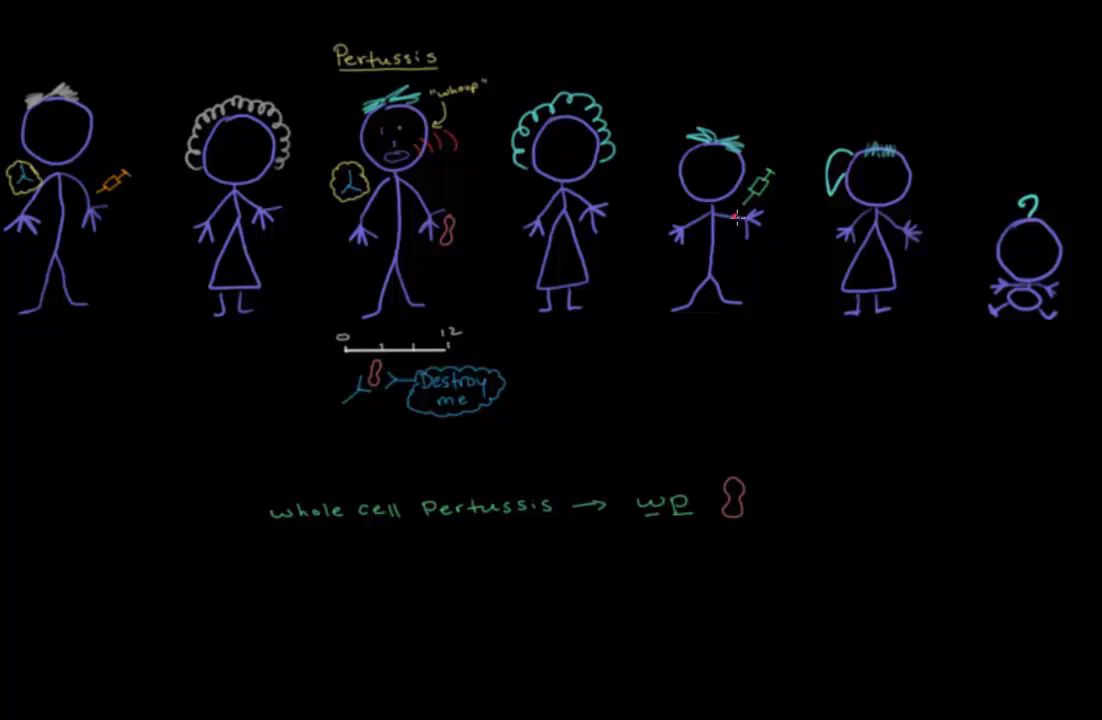 Pertussis
"whoop"
0 12
Destroy
me
whole cell Pertussis → wp